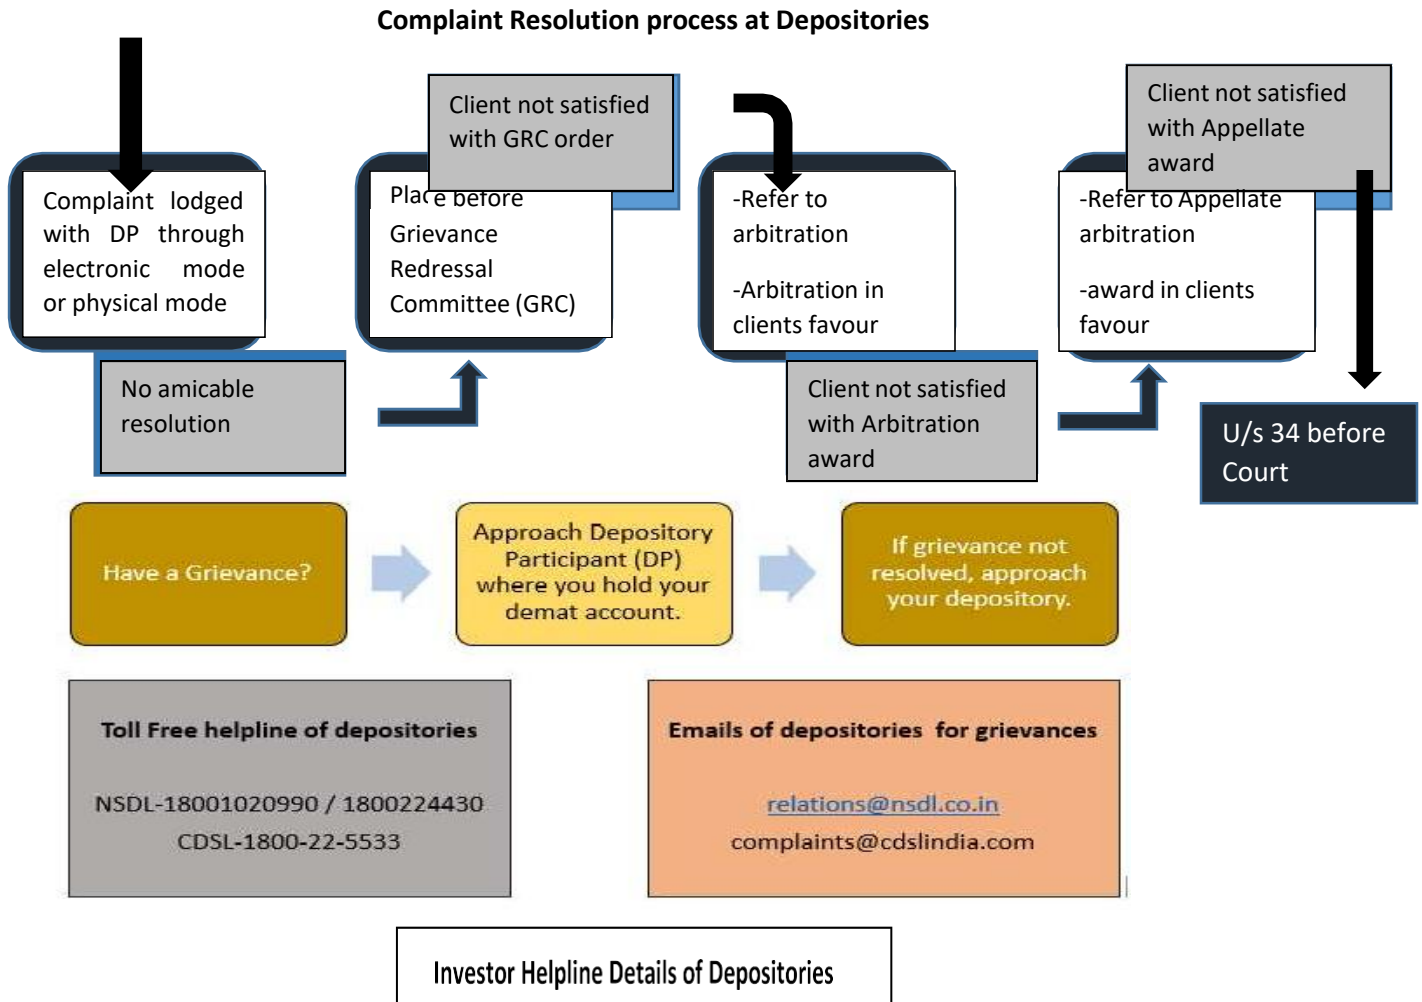 Complaint Resolution process at Depositories
Complaint lodged
with DP through
electronic mode
or physical mode
No amicable
resolution
Place before
Grievance
Redressal
Committee (GRC)
Client not satisfied
with GRC order
-Refer to
arbitration
-Arbitration in
clients favour
Client not satisfied
with Arbitration
award
-Refer to Appellate
arbitration
-award in clients
favour
Client not satisfied
with Appellate
award
U/s 34 before
Court
Have a Grievance?
Approach Depository
Participant (DP)
where you hold your
demat account.
If grievance not
resolved, approach
your depository.
Toll Free helpline of depositories
NSDL-18001020990 / 1800224430
CDSL-1800-22-5533
Emails of depositories for grievances
relations@nsdl.co.in
complaints@cdslindia.com
Investor Helpline Details of Depositories